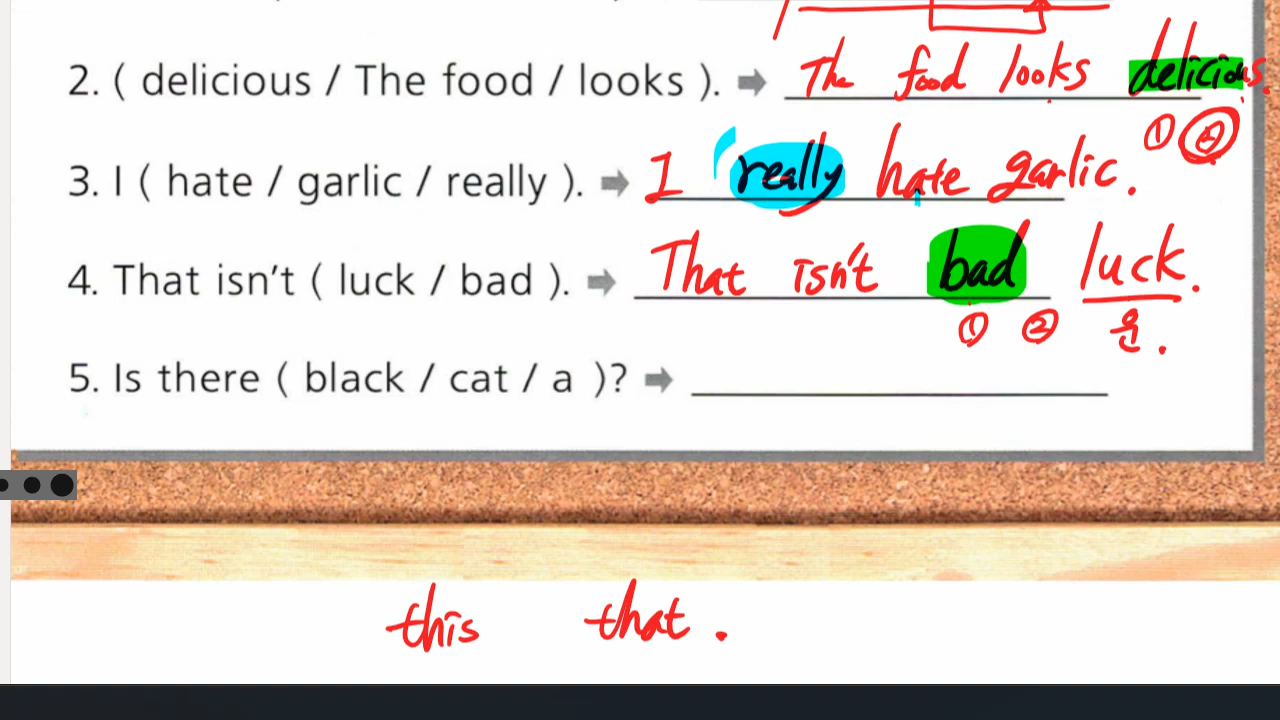 2. ( delicious / The food / looks ). ➡ The food looks delicious.
① ②
3. I ( hate / garlic / really ). ➡ I really hate garlic.
4. That isn't ( luck / bad ). ➡ That isn't bad luck.
① ② 운.
5. Is there ( black / cat / a )? ➡
this that.